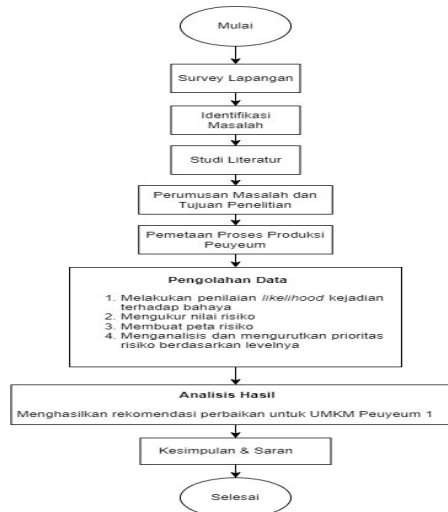 Mulai
Survey Lapangan
Identifikasi
Masalah
Studi Literatur
Perumusan Masalah dan
Tujuan Penelitian
Pemetaan Proses Produksi
Peuyeum
Pengolahan Data
1. Melakukan penilaian likelihood kejadian
terhadap bahaya
2. Mengukur nilai risiko
3. Membuat peta risiko
4. Menganalisis dan mengurutkan prioritas
risiko berdasarkan levelnya
Analisis Hasil
Menghasilkan rekomendasi perbaikan untuk UMKM Peuyeum 1
Kesimpulan & Saran
Selesai